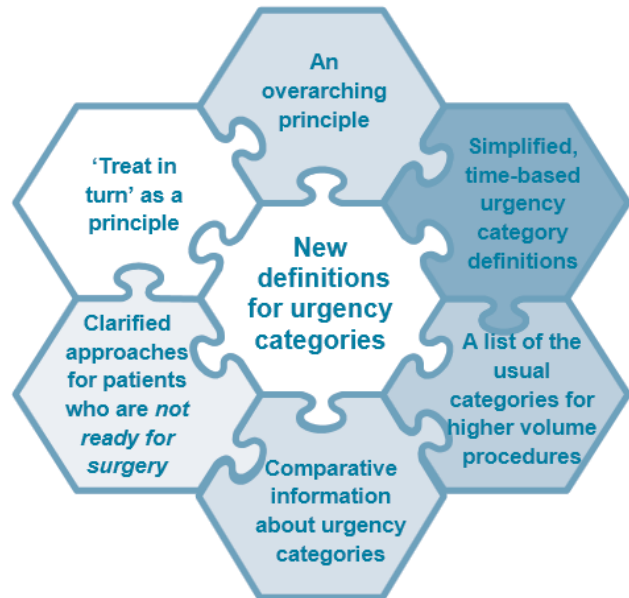 An
overarching
principle
Simplified,
time-based
urgency
category
definitions
A list of the
usual
categories for
higher volume
procedures
Comparative
information
about urgency
categories
Clarified
approaches
for patients
who are not
ready for
surgery
‘Treat in
turn’ as a
principle
New
definitions
for urgency
categories